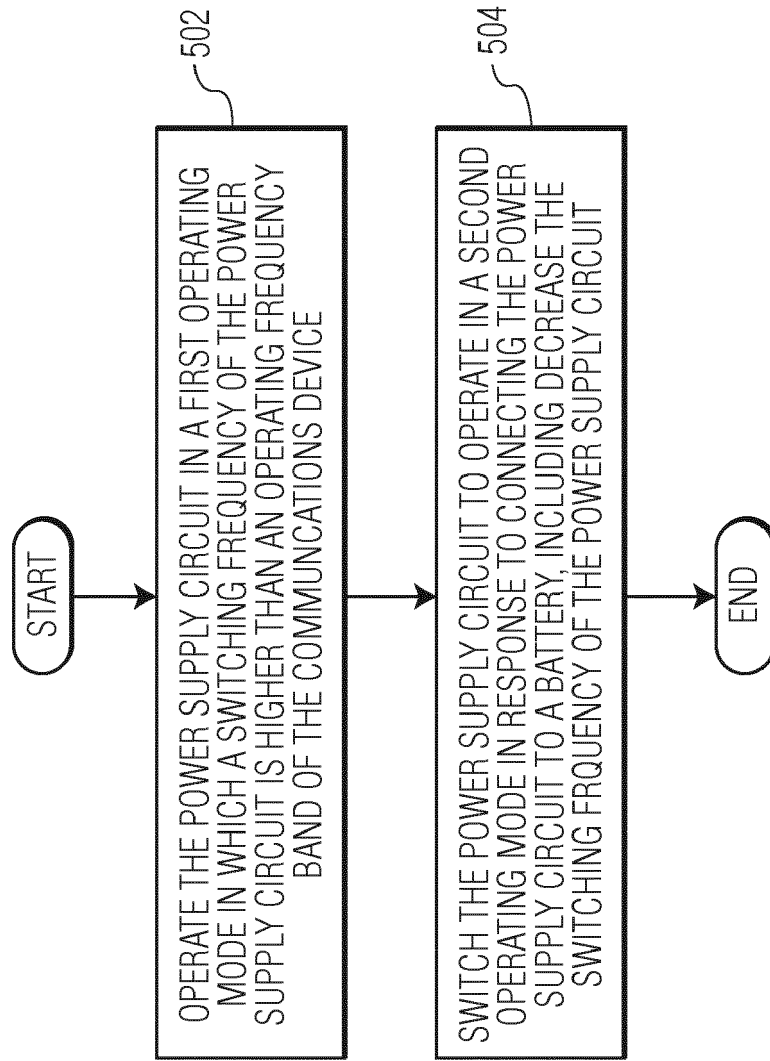 START
OPERATE THE POWER SUPPLY CIRCUIT IN A FIRST OPERATING
MODE IN WHICH A SWITCHING FREQUENCY OF THE POWER
SUPPLY CIRCUIT IS HIGHER THAN AN OPERATING FREQUENCY
BAND OF THE COMMUNCATIONS DEVICE
502
SWITCH THE POWER SUPPLY CIRCUIT TO OPERATE IN A SECOND
OPERATING MODE IN RESPONSE TO CONNECTING THE POWER
SUPPLY CIRCUIT TO A BATTERY, INCLUDING DECREASE THE
SWITCHING FRQUENCY OF THE POWER SUPPLY CIRCUIT
504
END